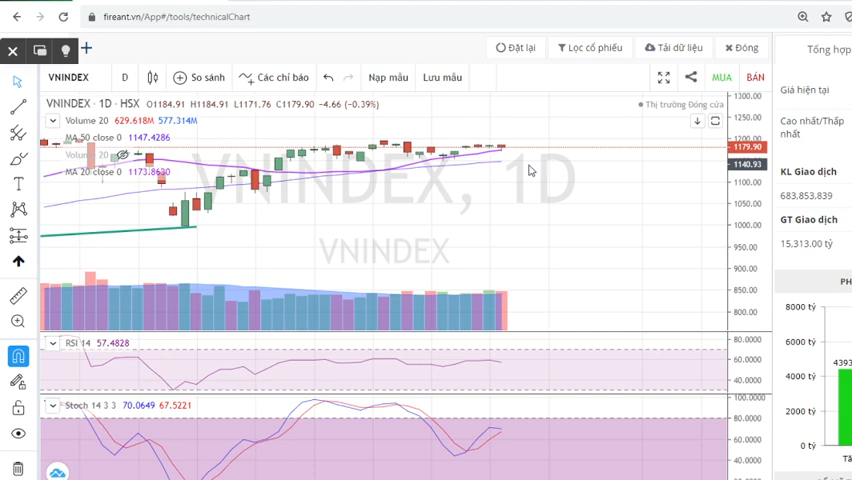 fireant.vn/App#/tools/technicalChart
Đặt lại
Lọc cổ phiếu
Tải dữ liệu
Đóng
Tổng hợp
VNINDEX
D
So sánh
Các chỉ báo
Nạp mẫu
Lưu mẫu
MUA
BÁN
VNINDEX · 1D · HSX O1184.91 H1184.91 L1171.76 C1179.90 -4.66 (-0.39%)
Thị trường Đóng cửa
Volume 20 629.618M 577.314M
MA 50 close 0 1147.4286
Volume 20
MA 20 close 0 1173.8630
VNINDEX, 1D
VNINDEX
1300.00
1250.00
1200.00
1179.90
1140.93
1100.00
1050.00
1000.00
950.00
900.00
850.00
800.00
Giá hiện tại
Cao nhất/Thấp
nhất
KL Giao dịch
683,853,839
GT Giao dịch
15,313.00 tỷ
PH
8000 tỷ
6000 tỷ
4393
4000 tỷ
2000 tỷ
0 tỷ
Tă
RSI 14 57.4828
80.0000
60.0000
40.0000
Stoch 14 3 3 70.0649 67.5221
100.0000
80.0000
60.0000
40.0000